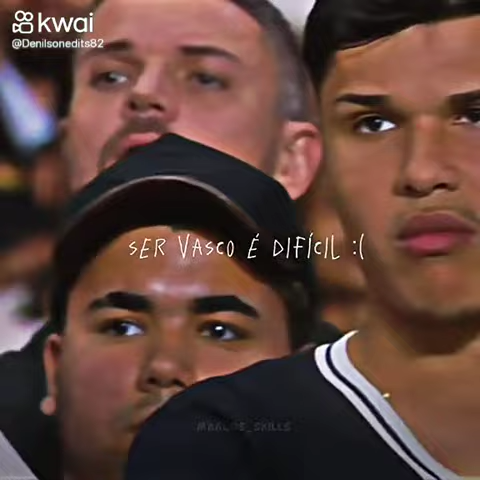 kwai
@Denilsonedits82
SER VASCO É DIFÍCIL :(